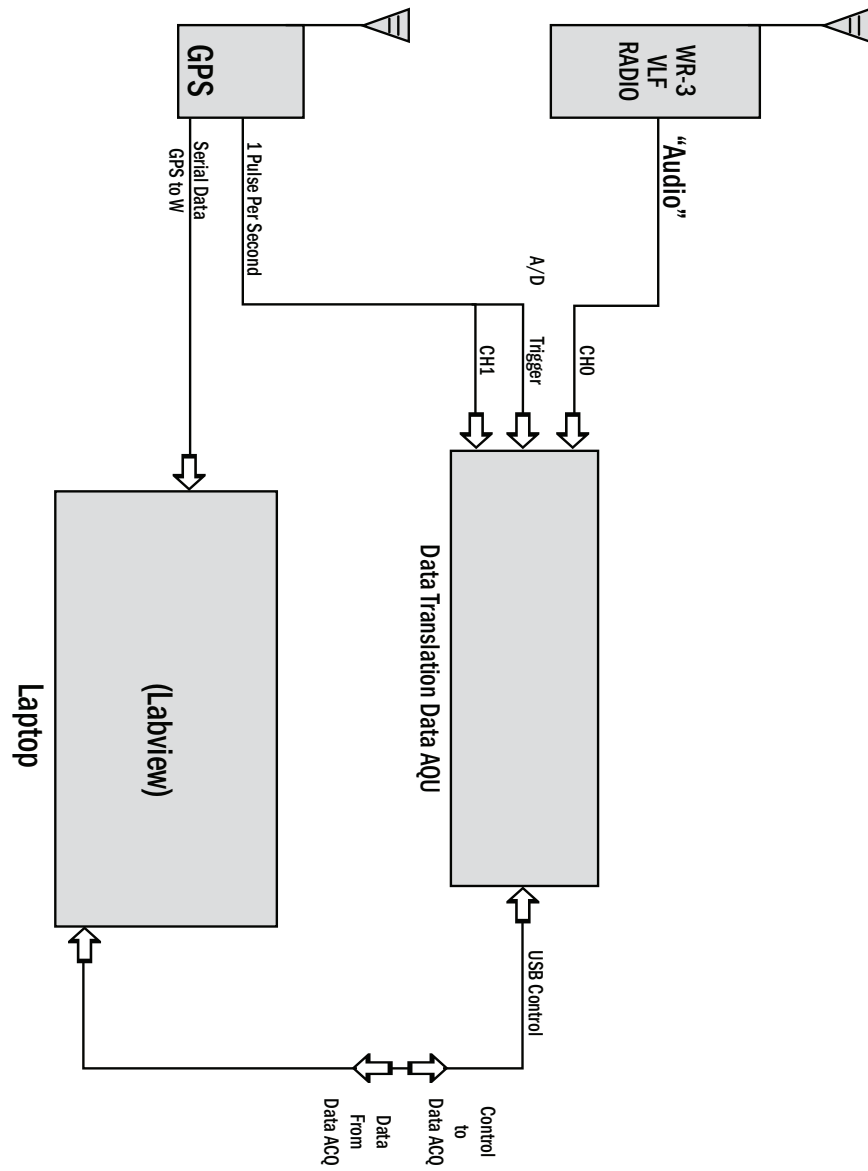 WR-3
VLF
RADIO
"Audio"
A/D
CH0
Trigger
CH1
Data Translation Data AQU
USB Control
Control
to
Data ACQ
Data
From
Data ACQ
GPS
1 Pulse Per Second
Serial Data
GPS to W
(Labview)
Laptop